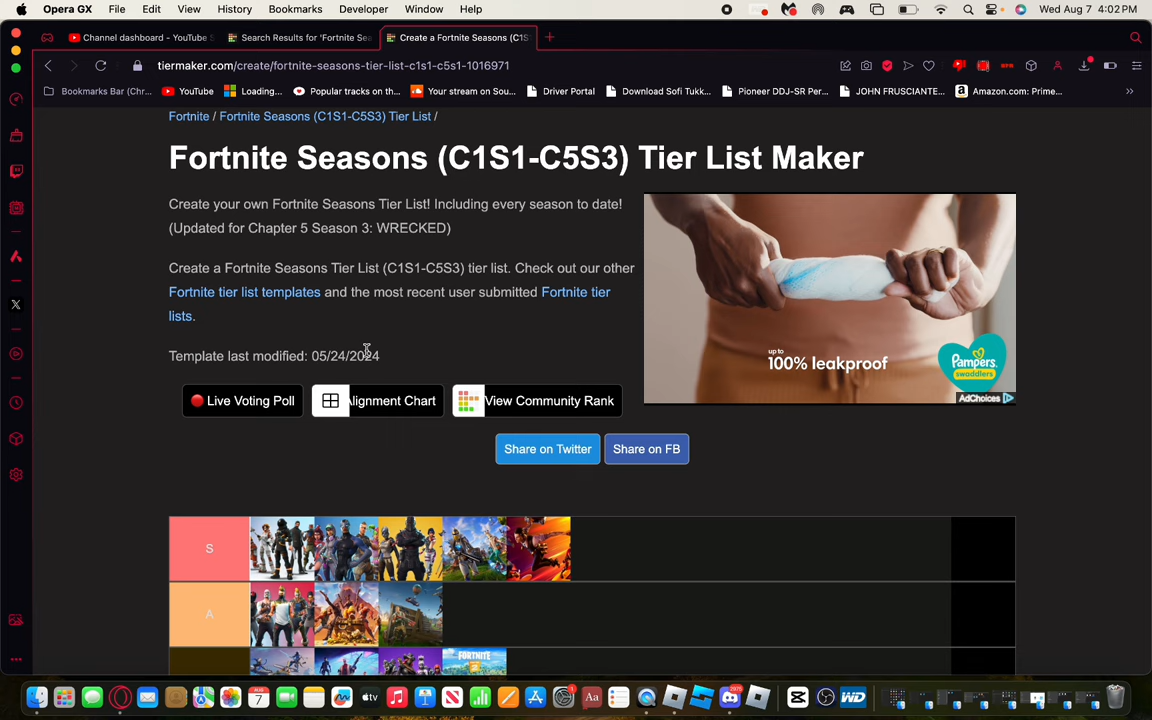 Opera GX File Edit View History Bookmarks Developer Window Help Wed Aug 7 4:02 PM
Channel dashboard - YouTube Search Results for 'Fortnite Sea Create a Fortnite Seasons (C1S1
tiermaker.com/create/fortnite-seasons-tier-list-c1s1-c5s1-1016971
Bookmarks Bar (Chr... YouTube Loading... Popular tracks on th... Your stream on Sou... Driver Portal Download Sofi Tukk... Pioneer DDJ-SR Per... JOHN FRUSCIANTE... Amazon.com: Prime...
Fortnite / Fortnite Seasons (C1S1-C5S3) Tier List /
Fortnite Seasons (C1S1-C5S3) Tier List Maker
Create your own Fortnite Seasons Tier List! Including every season to date!
(Updated for Chapter 5 Season 3: WRECKED)
Create a Fortnite Seasons Tier List (C1S1-C5S3) tier list. Check out our other
Fortnite tier list templates and the most recent user submitted Fortnite tier
lists.
Template last modified: 05/24/2024
up to
100% leakproof
Pampers.
swaddlers
AdChoices
Live Voting Poll Alignment Chart View Community Rank
Share on Twitter Share on FB
S
A
FORTNITE